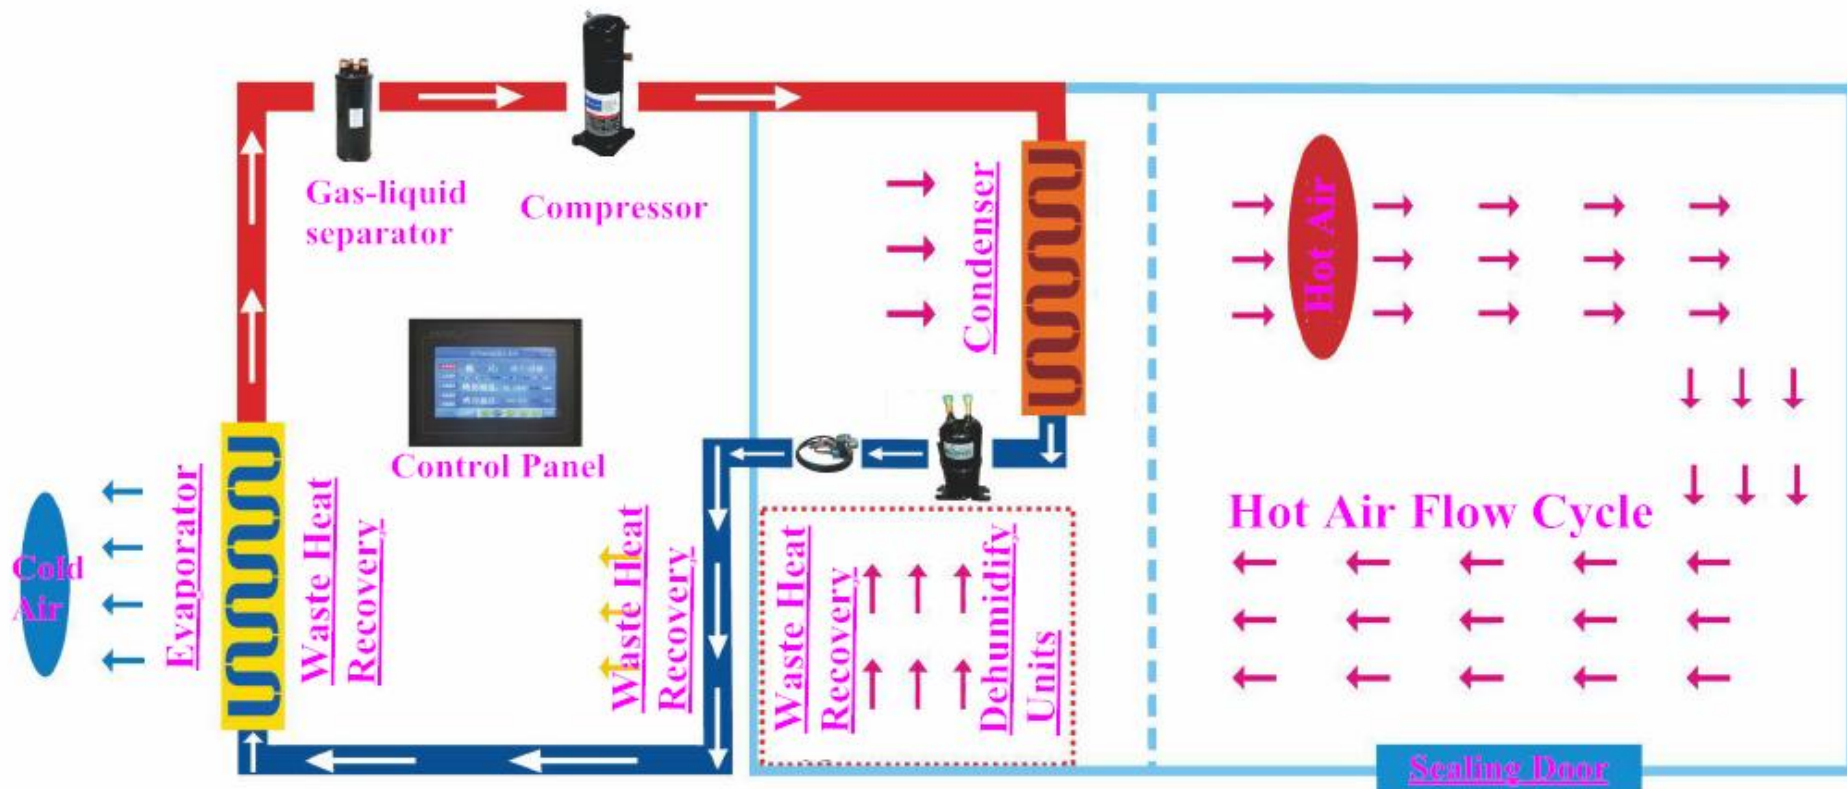 Gas-liquid
separator
Compressor
Condenser
Hot Air
Control Panel
Cold
Air
Evaporator
Waste Heat
Recovery
Waste Heat
Recovery
Waste Heat
Recovery
Dehumidify
Units
Hot Air Flow Cycle
Sealing Door